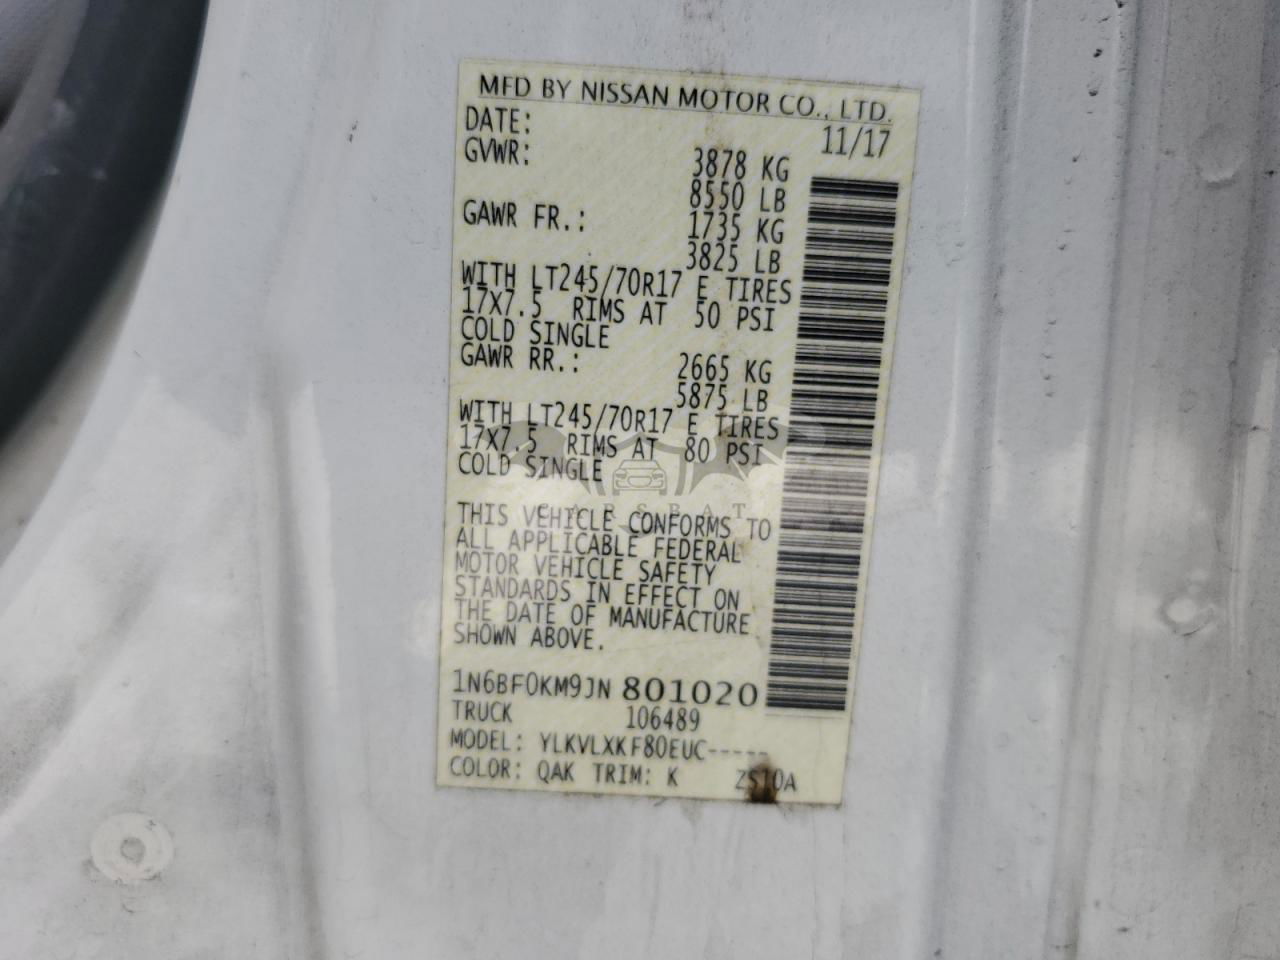 MFD BY NISSAN MOTOR CO., LTD.
DATE: 11/17
GVWR: 3878 KG
8550 LB
GAWR FR.: 1735 KG
3825 LB
WITH LT245/70R17 E TIRES
17X7.5 RIMS AT 50 PSI
COLD SINGLE
GAWR RR.: 2665 KG
5875 LB
WITH LT245/70R17 E TIRES
17X7.5 RIMS AT 80 PSI
COLD SINGLE
CARSBAT
THIS VEHICLE CONFORMS TO
ALL APPLICABLE FEDERAL
MOTOR VEHICLE SAFETY
STANDARDS IN EFFECT ON
THE DATE OF MANUFACTURE
SHOWN ABOVE.
1N6BF0KM9JN 801020
TRUCK 106489
MODEL: YLKVLXKF80EUC-----
COLOR: QAK TRIM: K ZS10A